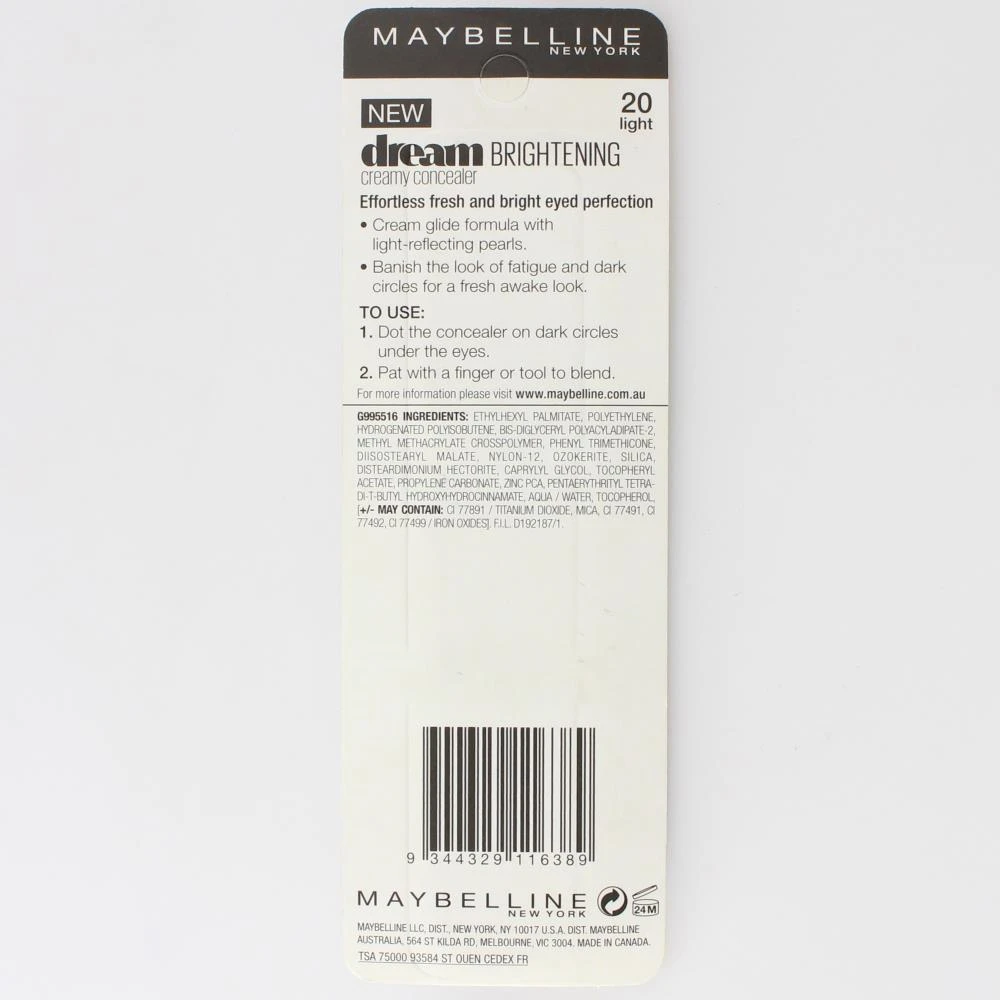 MAYBELLINE
NEW YORK
NEW
20
light
dream BRIGHTENING
creamy concealer
Effortless fresh and bright eyed perfection
• Cream glide formula with
light-reflecting pearls.
• Banish the look of fatigue and dark
circles for a fresh awake look.
TO USE:
1. Dot the concealer on dark circles
under the eyes.
2. Pat with a finger or tool to blend.
For more information please visit www.maybelline.com.au
G995516 INGREDIENTS: ETHYLHEXYL PALMITATE, POLYETHYLENE,
HYDROGENATED POLYISOBUTENE, BIS-DIGLYCERYL POLYACYLADIPATE-2,
METHYL METHACRYLATE CROSSPOLYMER, PHENYL TRIMETHICONE,
DIISOSTEARYL MALATE, NYLON-12, OZOKERITE, SILICA,
DISTEARDIMONIUM HECTORITE, CAPRYLYL GLYCOL, TOCOPHERYL
ACETATE, PROPYLENE CARBONATE, ZINC PCA, PENTAERYTHRITYL TETRA-
DI-T-BUTYL HYDROXYHYDROCINNAMATE, AQUA / WATER, TOCOPHEROL,
[+/- MAY CONTAIN: CI 77891 / TITANIUM DIOXIDE, MICA, CI 77491, CI
77492, CI 77499 / IRON OXIDES]. F.I.L. D192187/1.
9 344329 116389
MAYBELLINE
NEW YORK
24M
MAYBELLINE LLC, DIST., NEW YORK, NY 10017 U.S.A. DIST. MAYBELLINE
AUSTRALIA, 564 ST KILDA RD, MELBOURNE, VIC 3004. MADE IN CANADA.
TSA 75000 93584 ST OUEN CEDEX FR